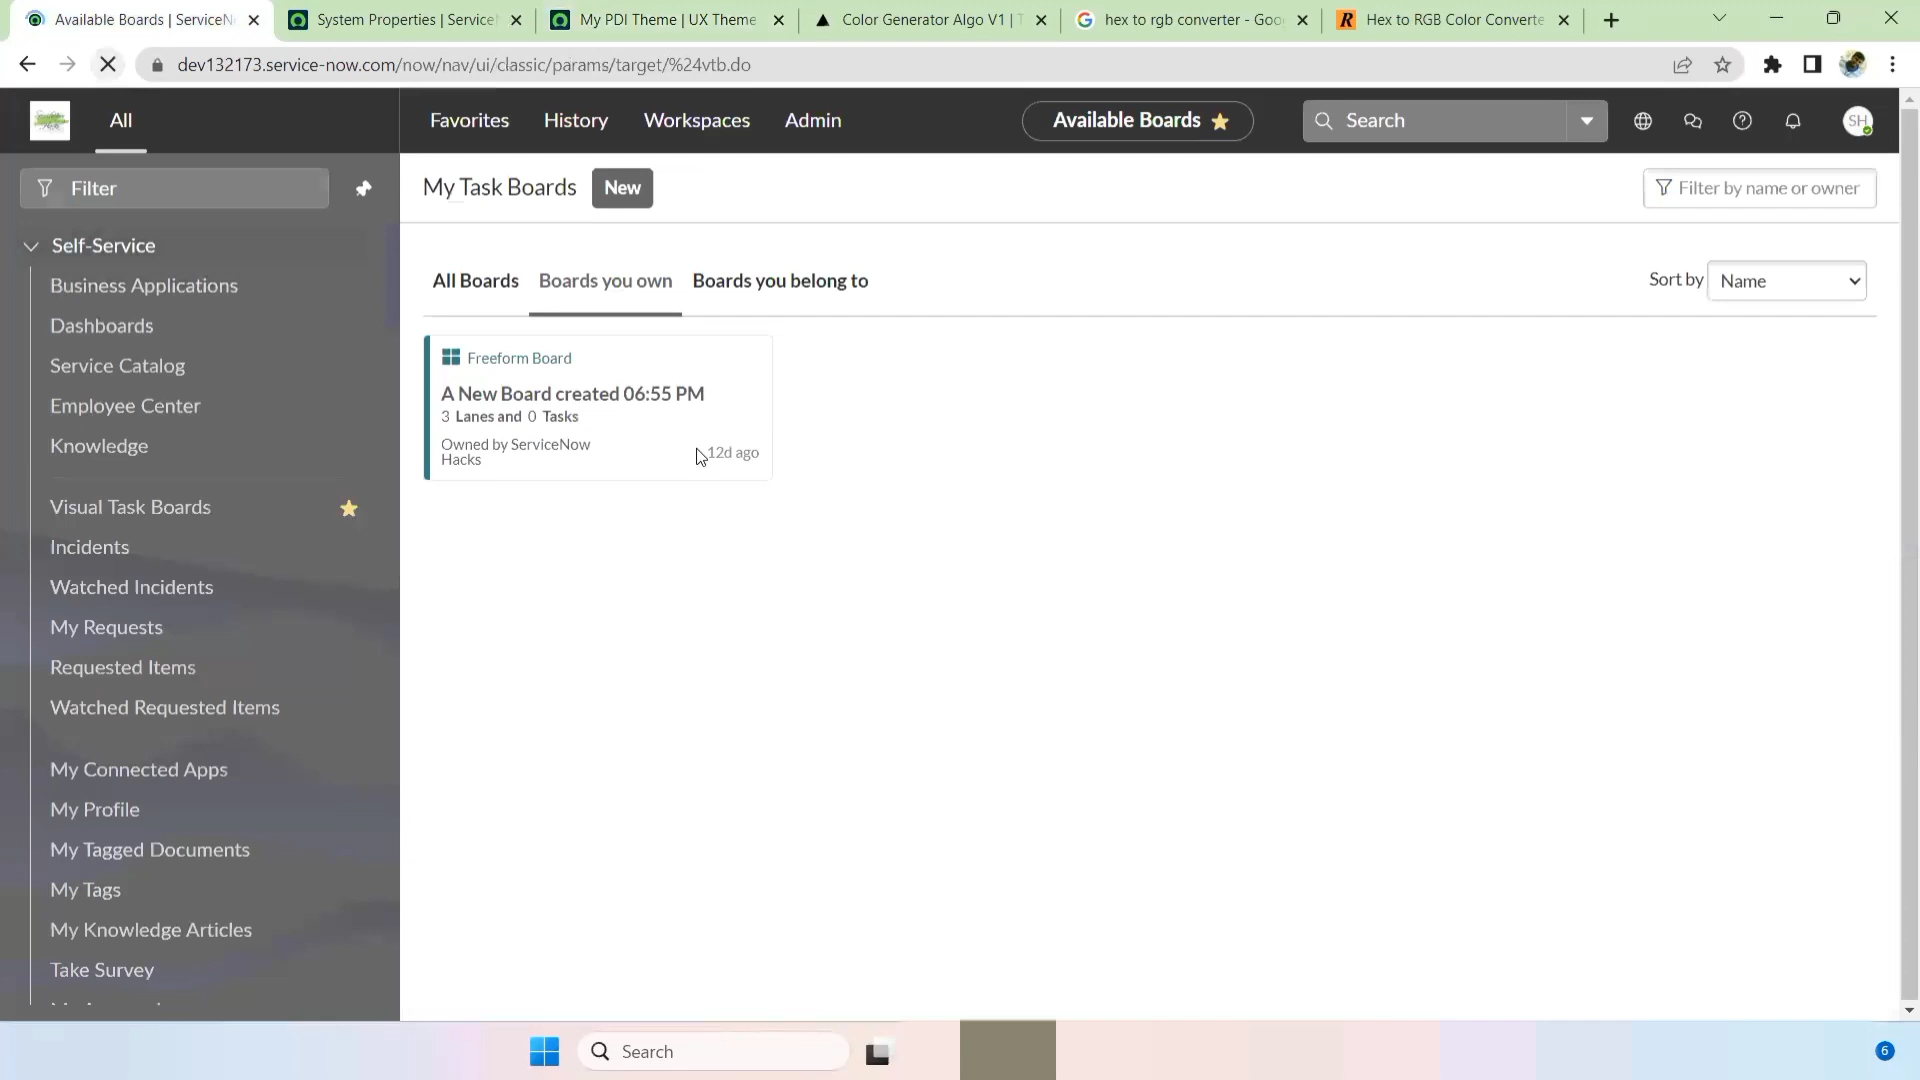 Available Boards | ServiceN
System Properties | Service
My PDI Theme | UX Theme
Color Generator Algo V1 | T
hex to rgb converter - Goo
Hex to RGB Color Converte
dev132173.service-now.com/now/nav/ui/classic/params/target/%24vtb.do
All
Favorites
History
Workspaces
Admin
Available Boards
Search
SH
Filter
My Task Boards
New
Filter by name or owner
Self-Service
Business Applications
Dashboards
Service Catalog
Employee Center
Knowledge
Visual Task Boards
Incidents
Watched Incidents
My Requests
Requested Items
Watched Requested Items
My Connected Apps
My Profile
My Tagged Documents
My Tags
My Knowledge Articles
Take Survey
All Boards
Boards you own
Boards you belong to
Sort by
Name
Freeform Board
A New Board created 06:55 PM
3 Lanes and 0 Tasks
Owned by ServiceNow
Hacks
12d ago
Search
6